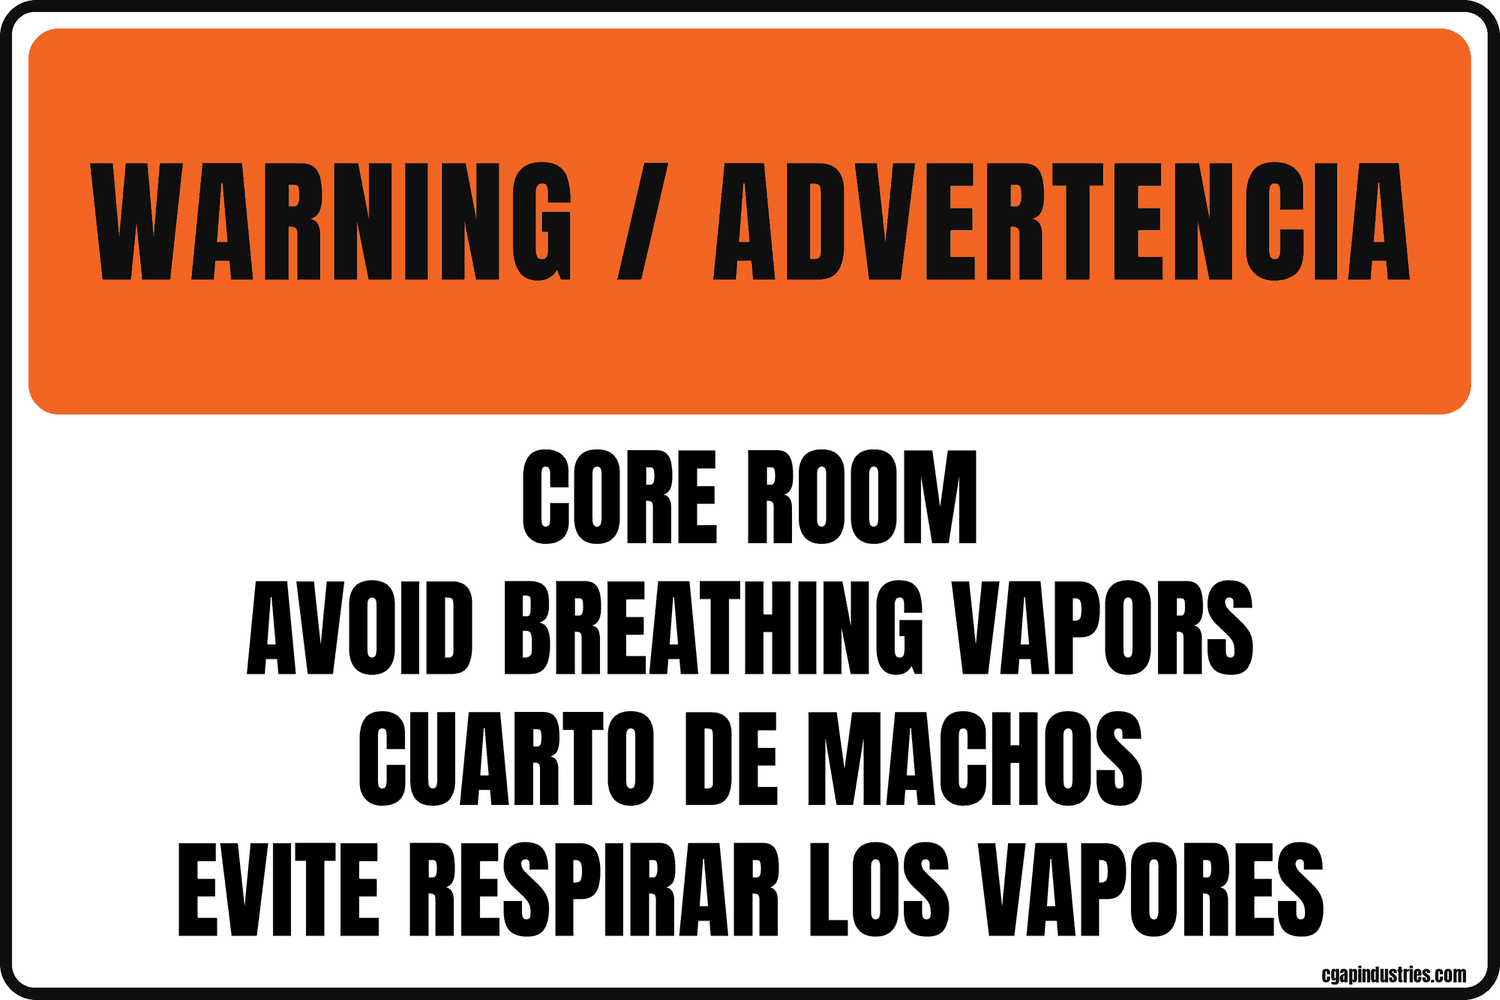 WARNING / ADVERTENCIA
CORE ROOM
AVOID BREATHING VAPORS
CUARTO DE MACHOS
EVITE RESPIRAR LOS VAPORES
cgapindustries.com